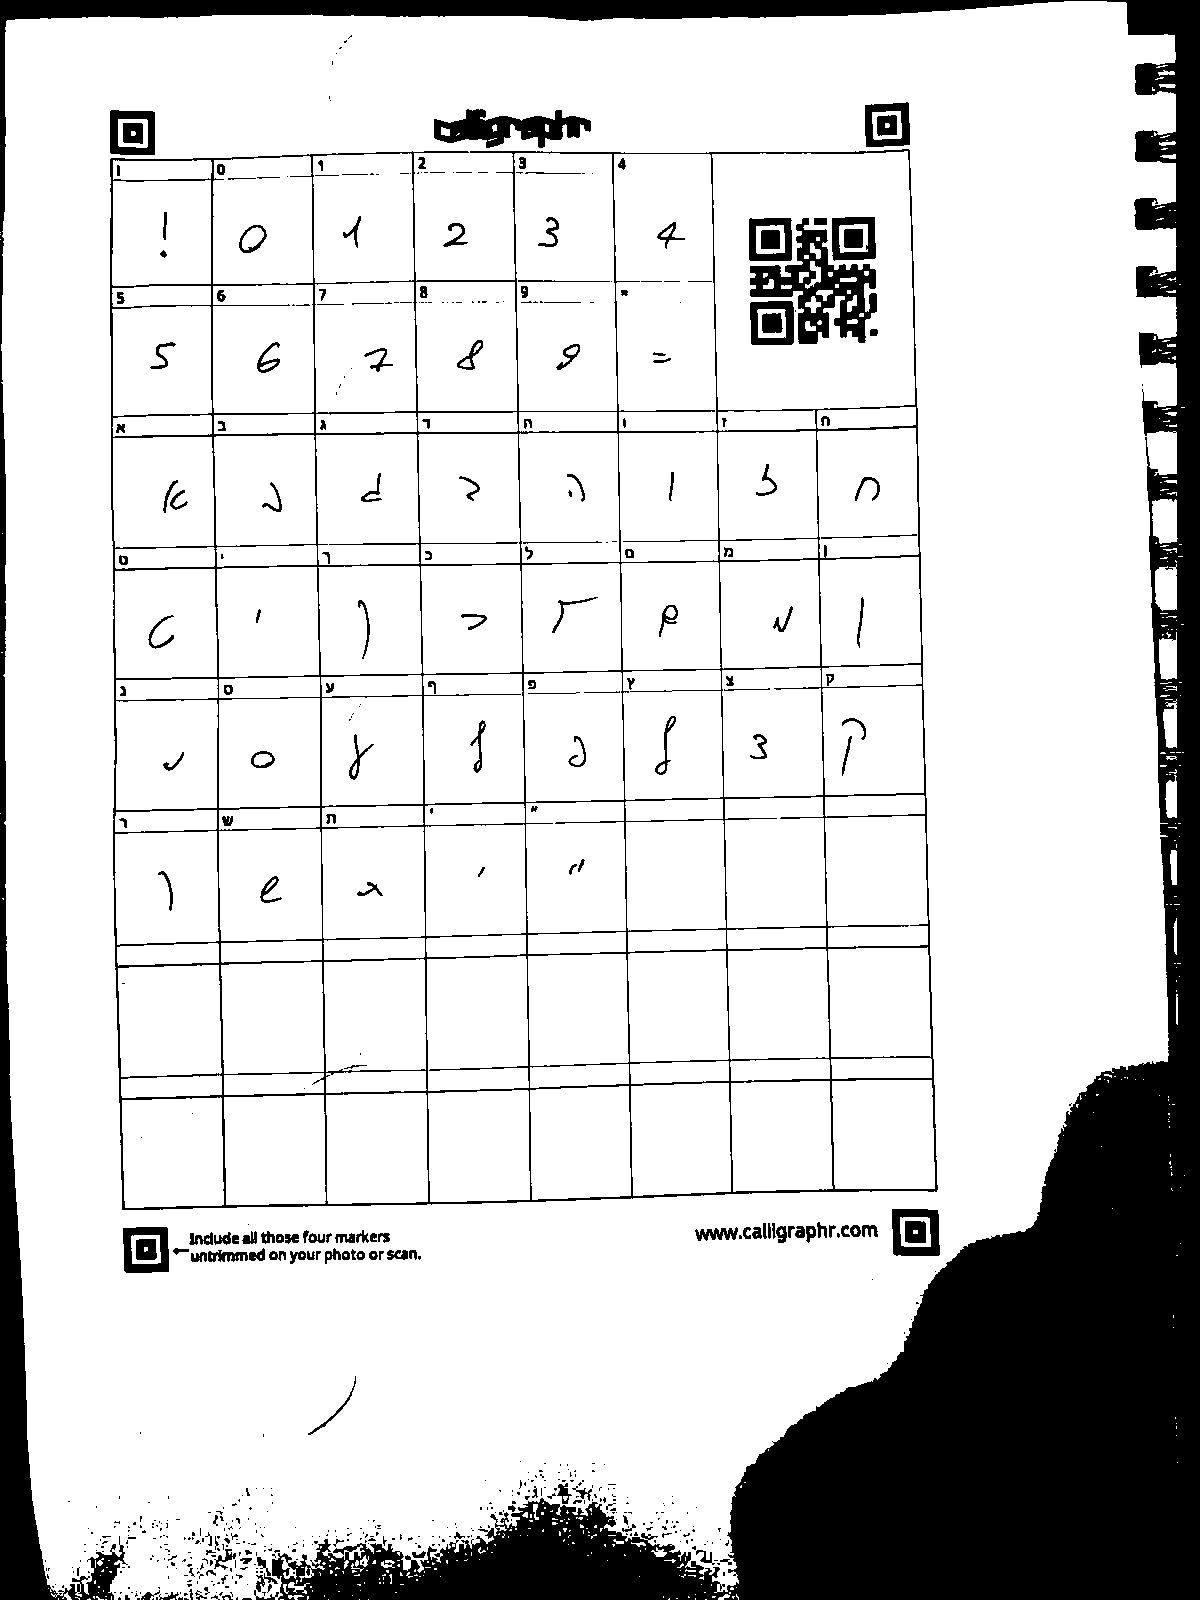 calligraphr
! 0 1 2 3 4
! 0 1 2 3 4
5 6 7 8 9 =
5 6 7 8 9 =
א ב ג ד ה ו ז ח
א ב ג ד ה ו ז ח
ט י ך כ ל ם מ ן
ט י ך כ ל ם מ ן
נ ס ע ף פ ץ צ ק
נ ס ע ף פ ץ צ ק
ר ש ת ׳ ״
ר ש ת ׳ ״
Include all those four markers
untrimmed on your photo or scan.
www.calligraphr.com